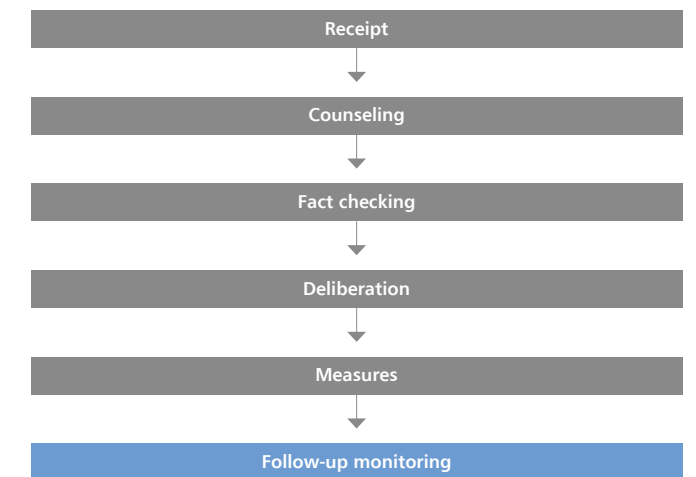 Receipt
Counseling
Fact checking
Deliberation
Measures
Follow-up monitoring